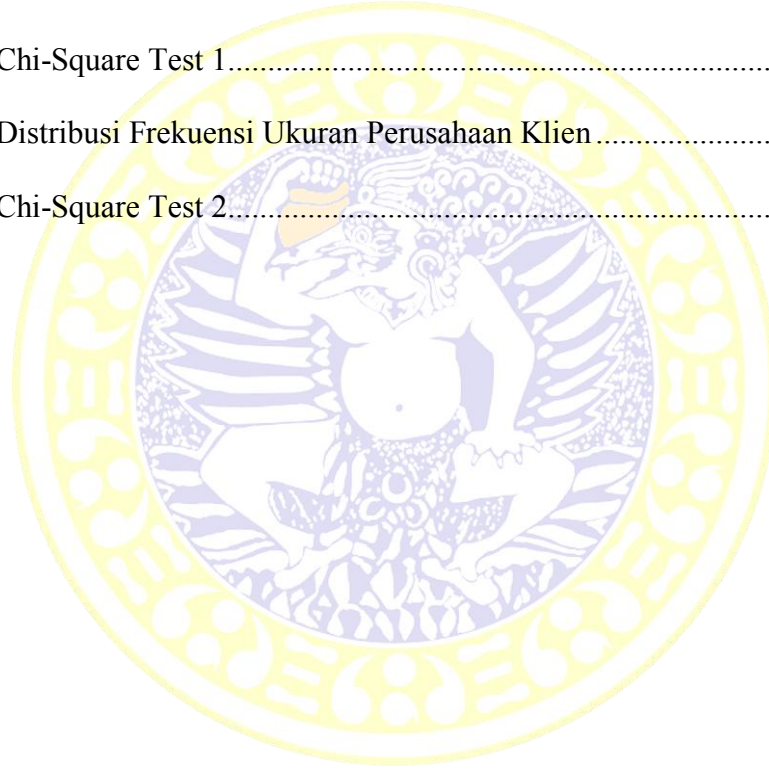 Chi-Square Test 1......................................................................
Distribusi Frekuensi Ukuran Perusahaan Klien......................
Chi-Square Test 2......................................................................